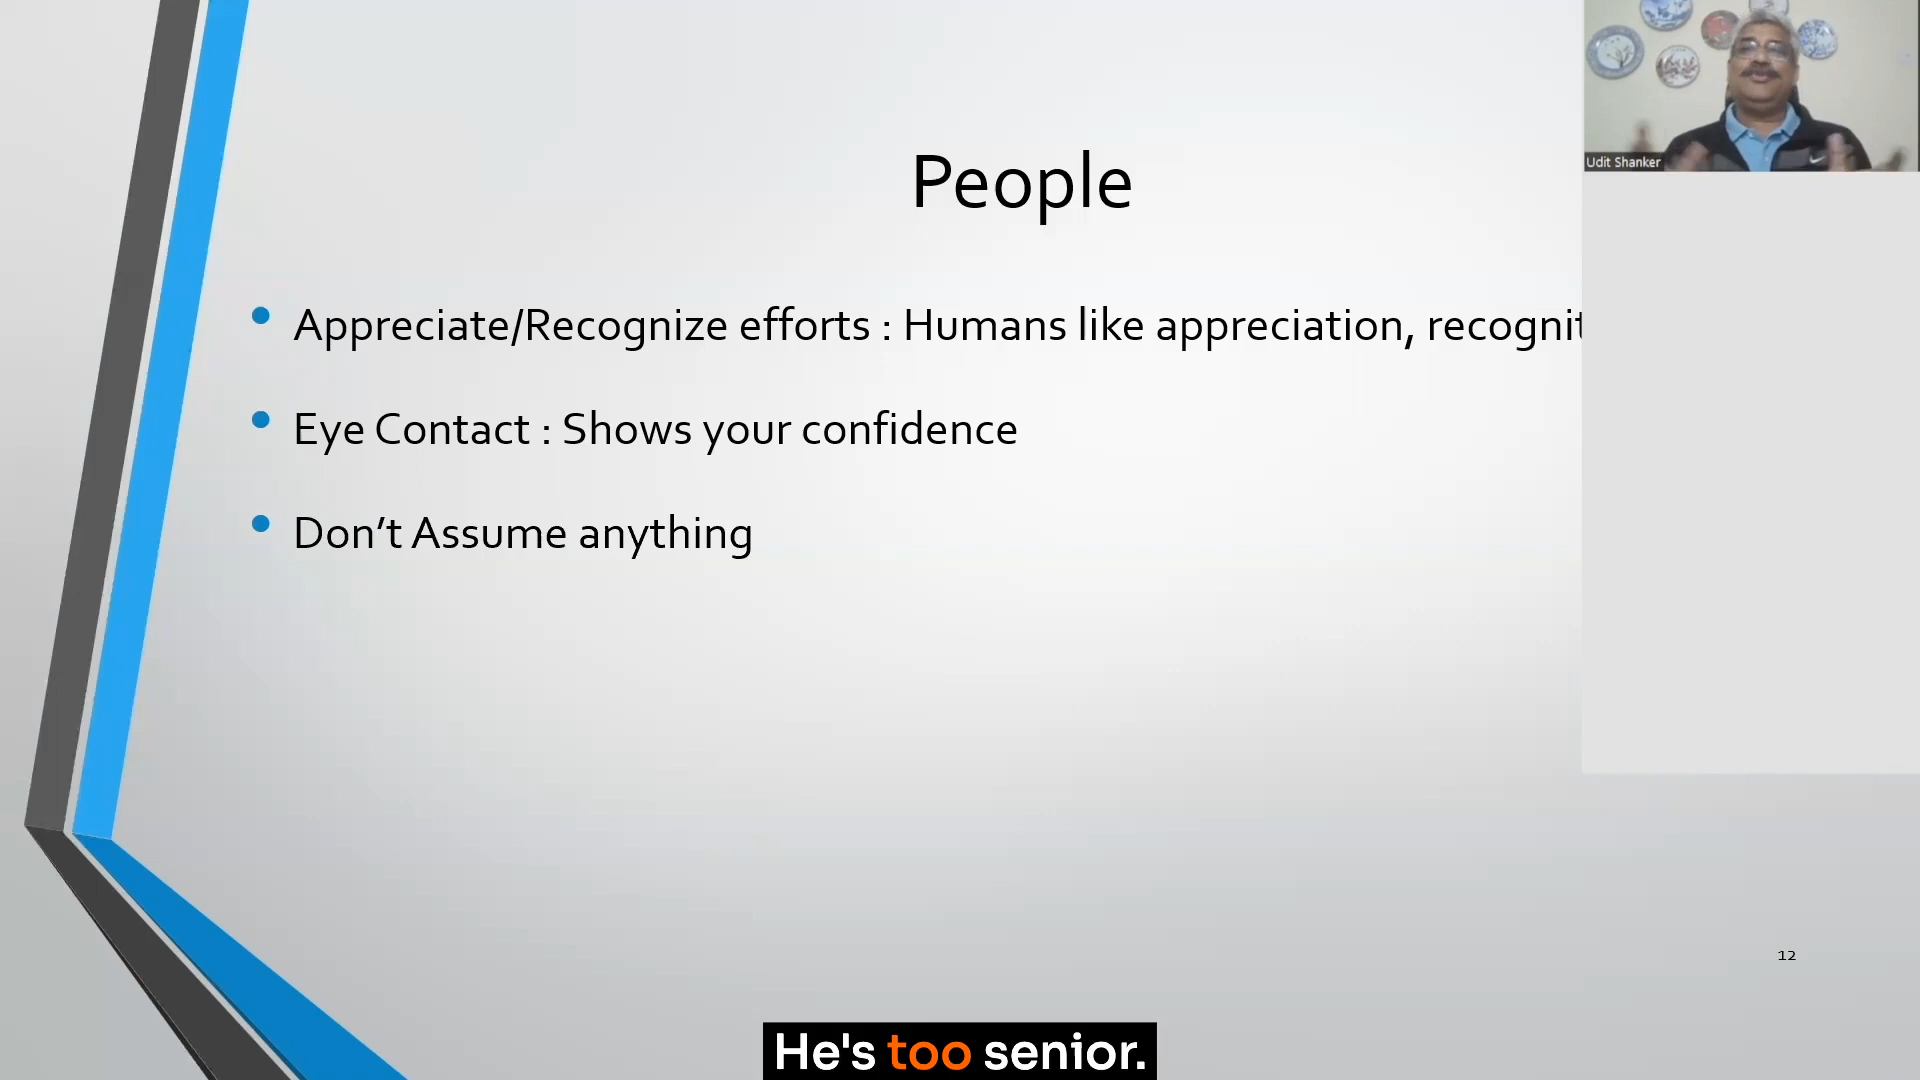 Udit Shanker
People
Appreciate/Recognize efforts : Humans like appreciation,
Eye Contact : Shows your confidence
Don’t Assume anything
12
He's too senior.